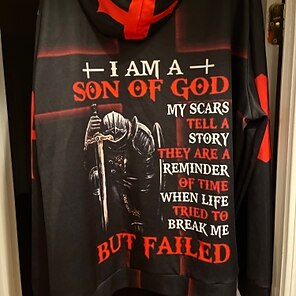 I AM A
SON OF GOD
MY SCARS
TELL A
STORY
THEY ARE A
REMINDER
OF TIME
WHEN LIFE
TRIED TO
BREAK ME
BUT FAILED